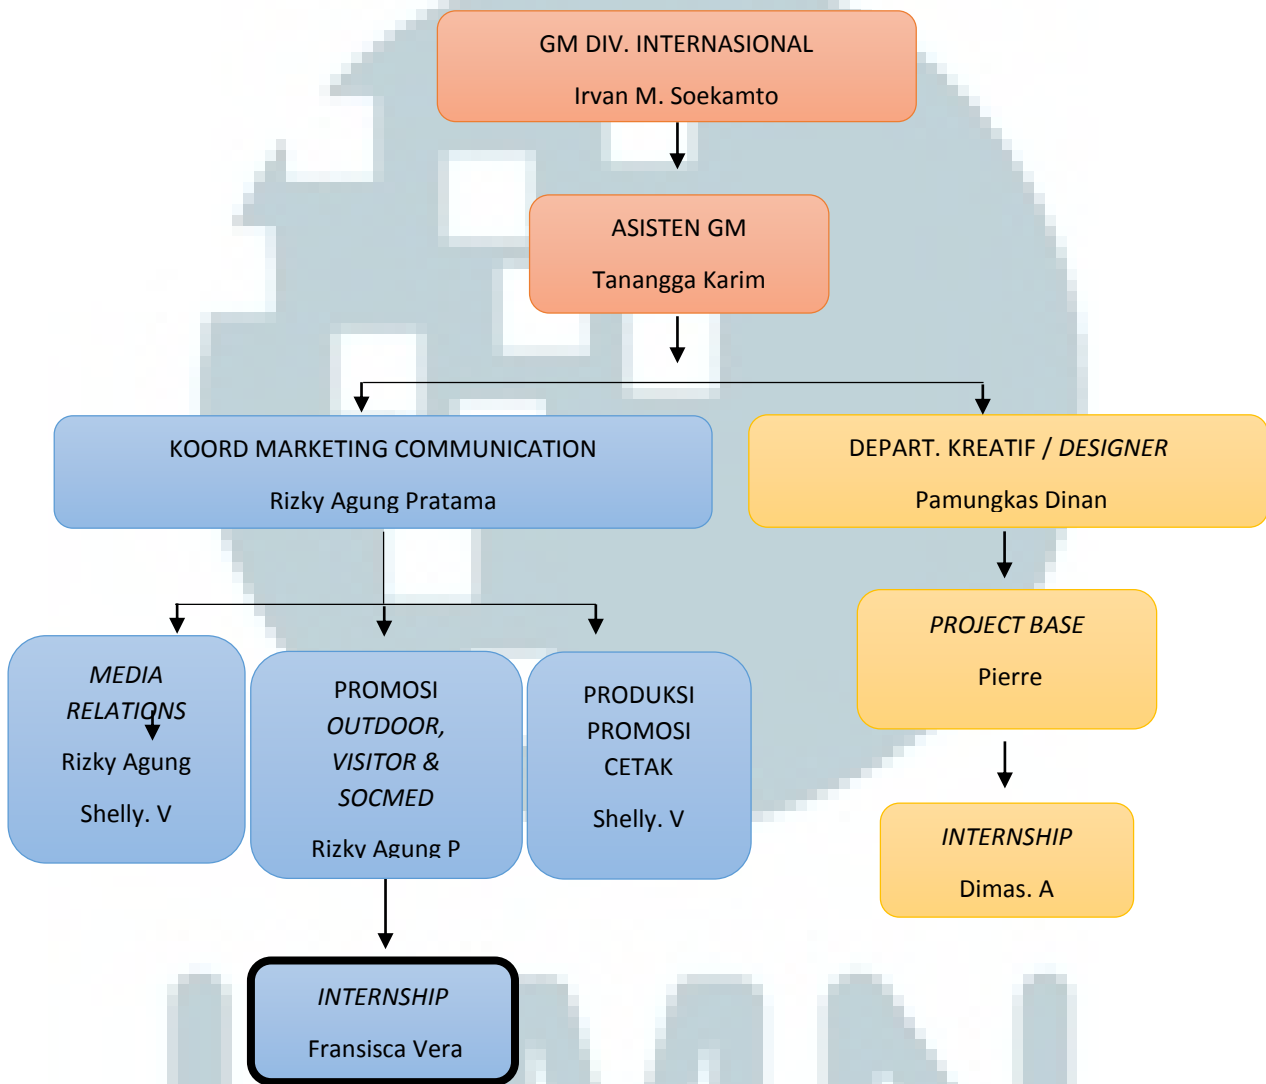 GM DIV. INTERNASIONAL
Irvan M. Soekamto
ASISTEN GM
Tanangga Karim
KOORD MARKETING COMMUNICATION
Rizky Agung Pratama
DEPART. KREATIF / DESIGNER
Pamungkas Dinan
MEDIA
RELATIONS
Rizky Agung
Shelly. V
PROMOSI
OUTDOOR,
VISITOR &
SOCMED
Rizky Agung P
PRODUKSI
PROMOSI
CETAK
Shelly. V
PROJECT BASE
Pierre
INTERNSHIP
Dimas. A
INTERNSHIP
Fransisca Vera